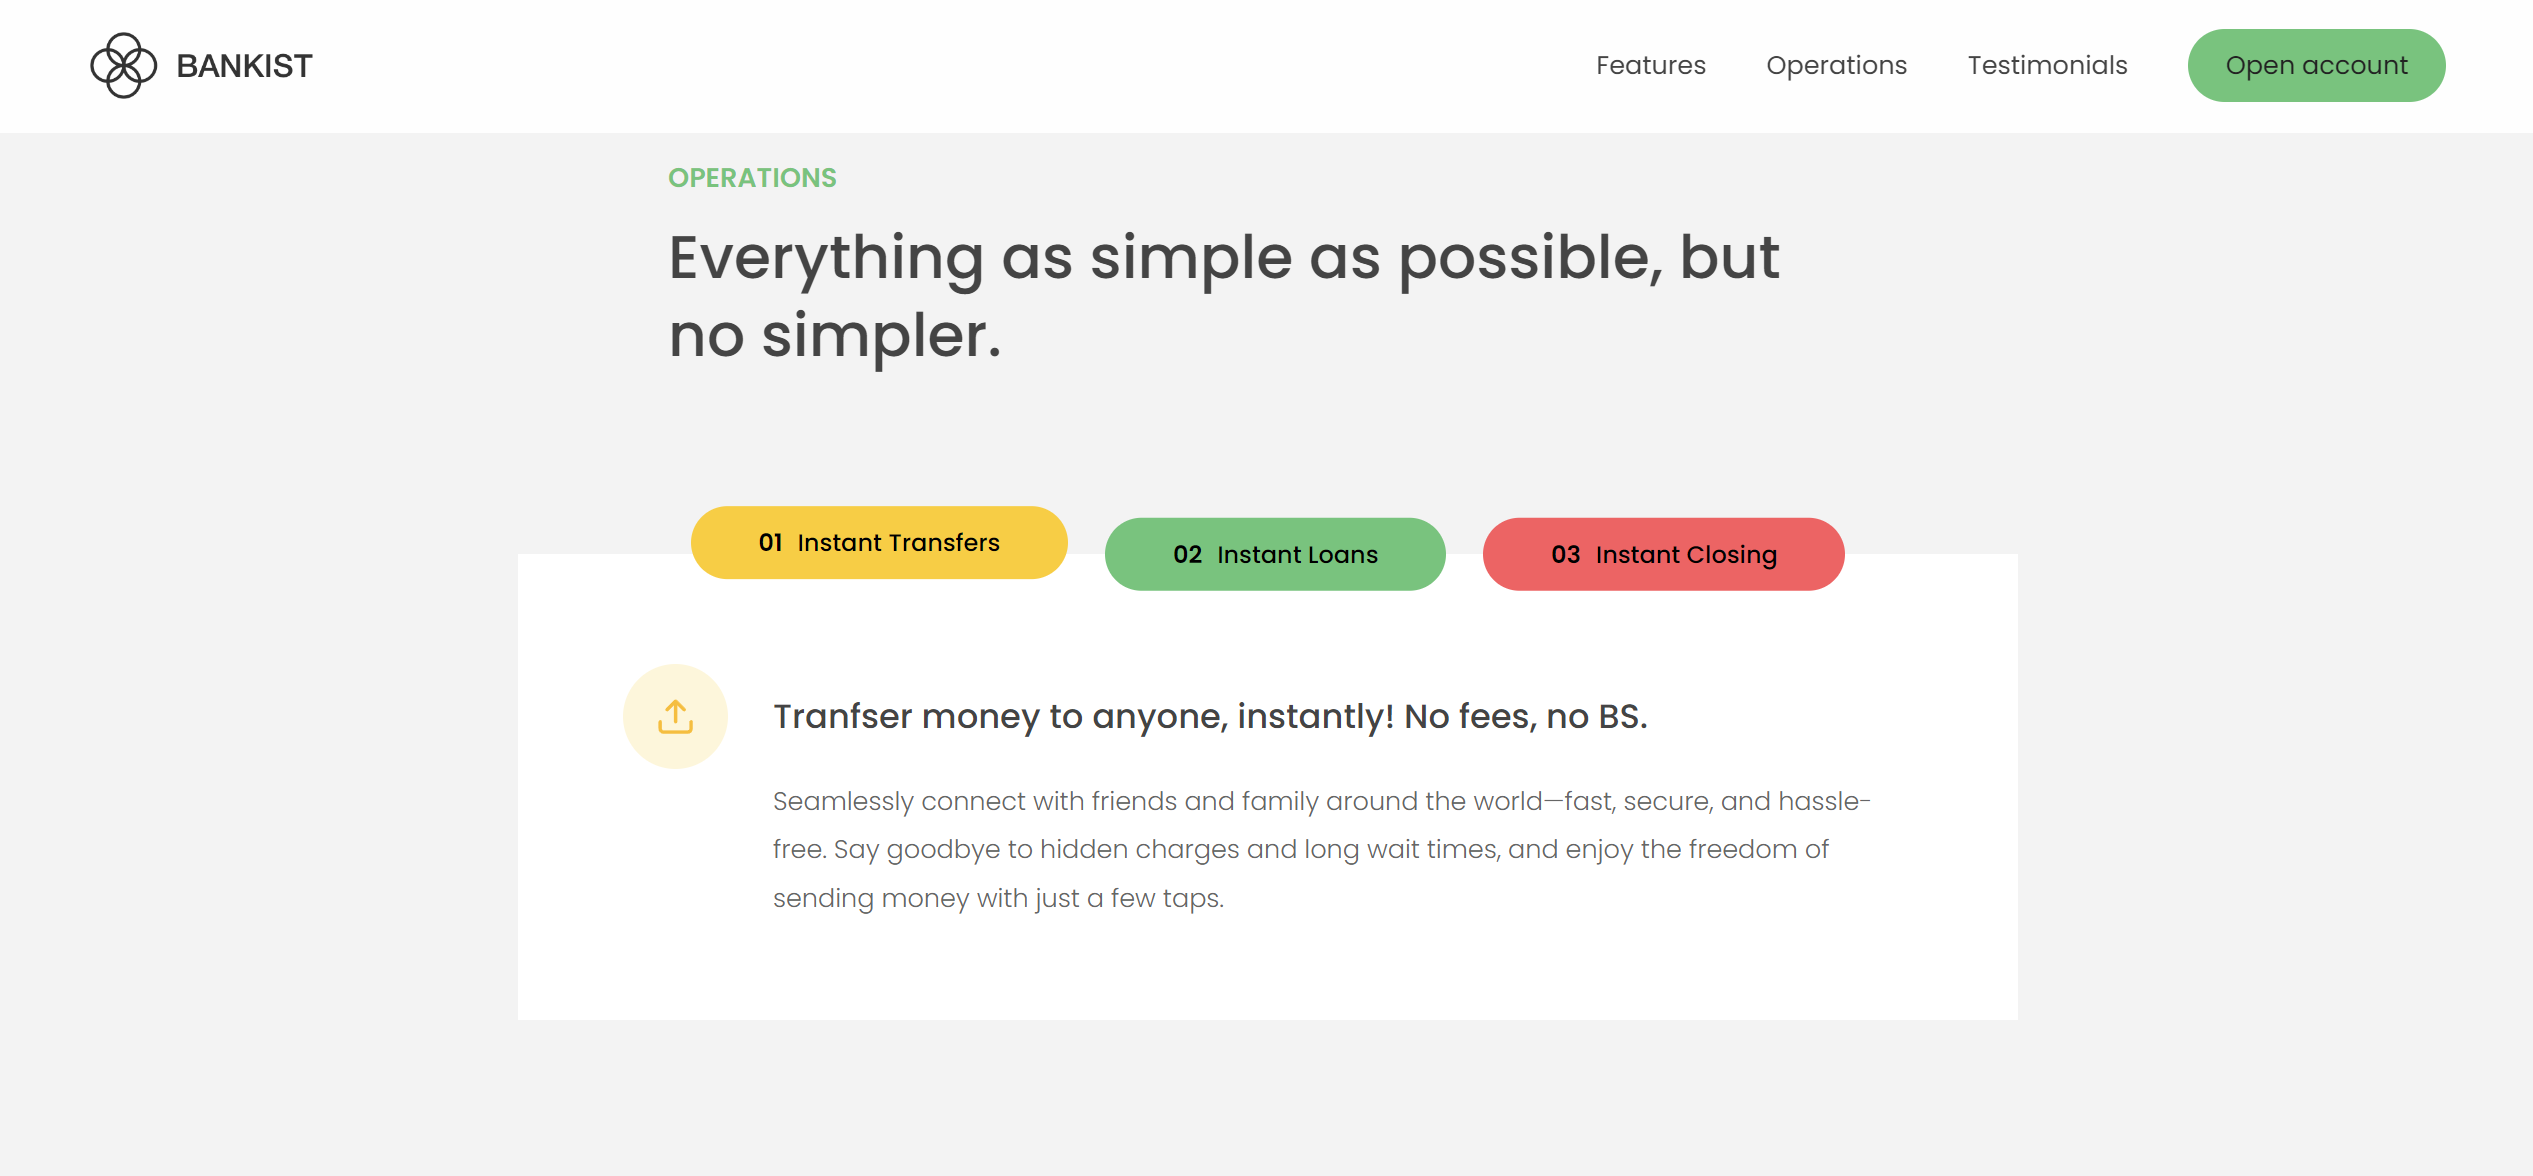 BANKIST
Features
Operations
Testimonials
Open account
OPERATIONS
Everything as simple as possible, but
no simpler.
01 Instant Transfers
02 Instant Loans
03 Instant Closing
Tranfser money to anyone, instantly! No fees, no BS.
Seamlessly connect with friends and family around the world—fast, secure, and hassle-
free. Say goodbye to hidden charges and long wait times, and enjoy the freedom of
sending money with just a few taps.